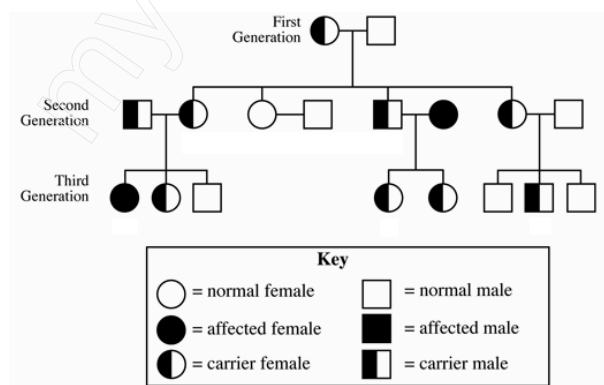 First
Generation
Second
Generation
Third
Generation
Key
= normal female
= normal male
= affected female
= affected male
= carrier female
= carrier male
my